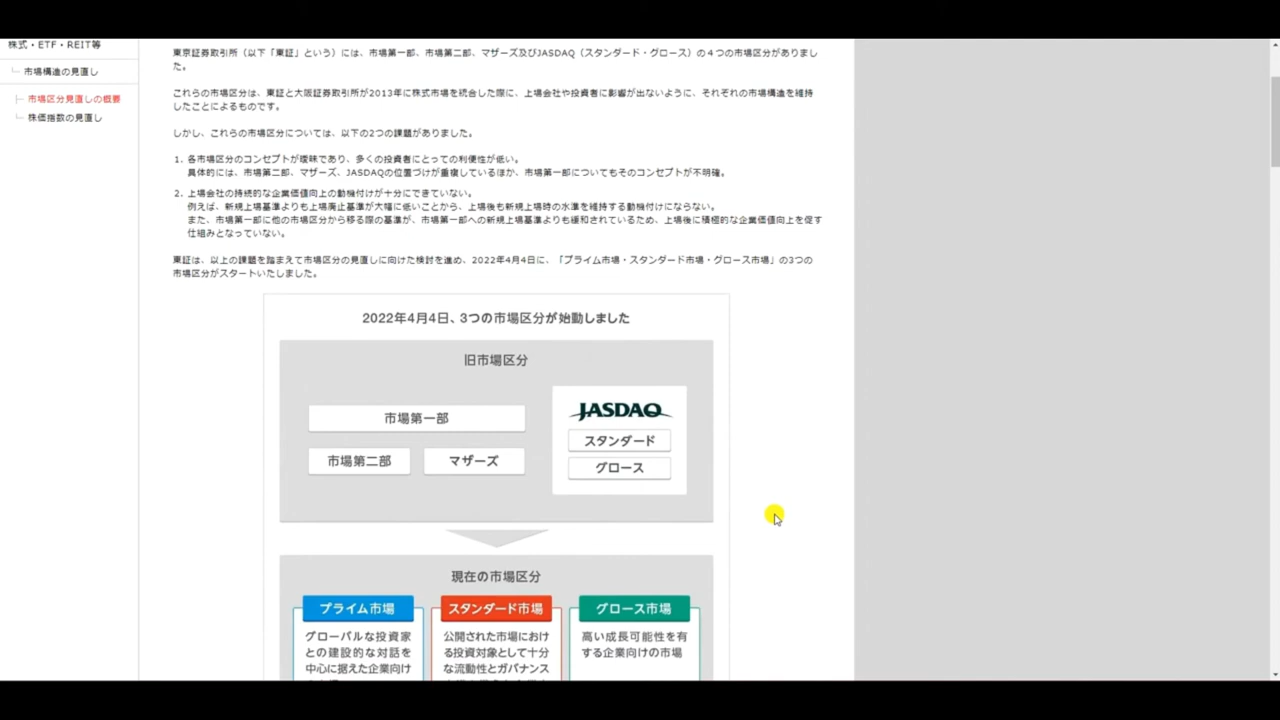 株式・ETF・REIT等
市場構造の見直し
市場区分見直しの概要
株価指数の見直し
東京証券取引所（以下「東証」という）には、市場第一部、市場第二部、マザーズ及びJASDAQ（スタンダード・グロース）の４つの市場区分がありまし
た。
これらの市場区分は、東証と大阪証券取引所が2013年に株式市場を統合した際に、上場会社や投資者に影響が出ないように、それぞれの市場構造を維持
したことによるものです。
しかし、これらの市場区分については、以下の2つの課題がありました。
1. 各市場区分のコンセプトが曖昧であり、多くの投資者にとっての利便性が低い。
具体的には、市場第二部、マザーズ、JASDAQの位置づけが重複しているほか、市場第一部についてもそのコンセプトが不明確。
2. 上場会社の持続的な企業価値向上の動機付けが十分にできていない。
例えば、新規上場基準よりも上場廃止基準が大幅に低いことから、上場後も新規上場時の水準を維持する動機付けにならない。
また、市場第一部に他の市場区分から移る際の基準が、市場第一部への新規上場基準よりも緩和されているため、上場後に積極的な企業価値向上を促す
仕組みとなっていない。
東証は、以上の課題を踏まえて市場区分の見直しに向けた検討を進め、2022年4月4日に、「プライム市場・スタンダード市場・グロース市場」の3つの
市場区分がスタートいたしました。
2022年4月4日、3つの市場区分が始動しました
旧市場区分
市場第一部
市場第二部
マザーズ
JASDAQ
スタンダード
グロース
現在の市場区分
プライム市場
グローバルな投資家
との建設的な対話を
中心に据えた企業向け
スタンダード市場
公開された市場におけ
る投資対象として十分
な流動性とガバナンス
グロース市場
高い成長可能性を有
する企業向けの市場